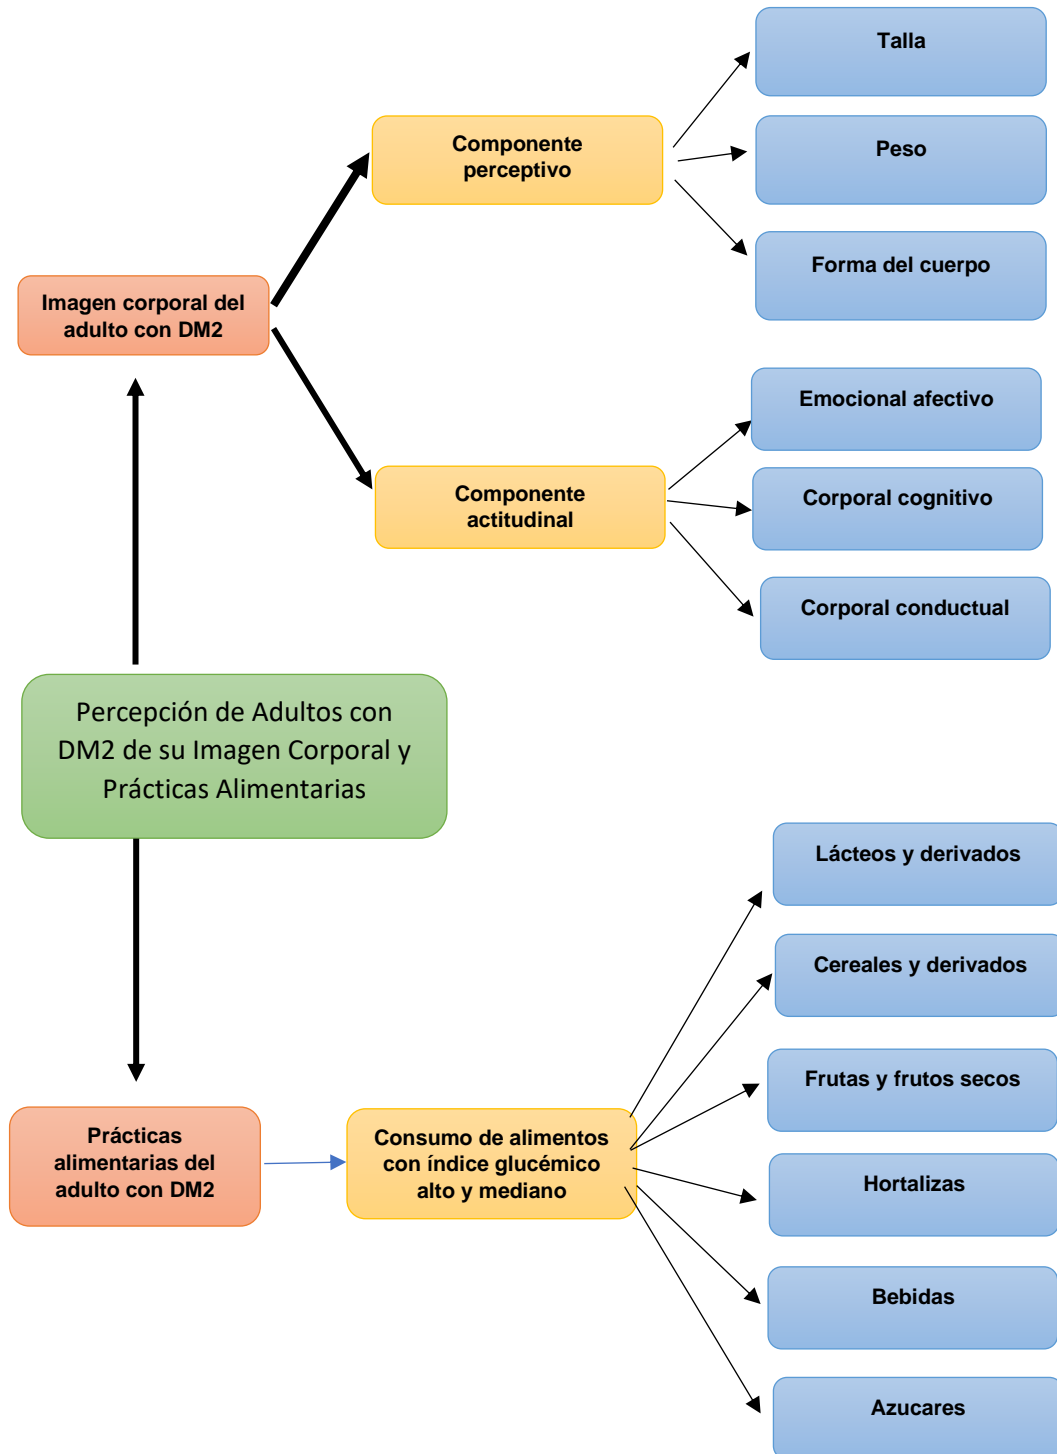 Talla
Componente
perceptivo
Peso
Forma del cuerpo
Imagen corporal del
adulto con DM2
Emocional afectivo
Componente
actitudinal
Corporal cognitivo
Corporal conductual
Percepción de Adultos con
DM2 de su Imagen Corporal y
Prácticas Alimentarias
Lácteos y derivados
Cereales y derivados
Frutas y frutos secos
Prácticas
alimentarias del
adulto con DM2
Consumo de alimentos
con índice glucémico
alto y mediano
Hortalizas
Bebidas
Azucares